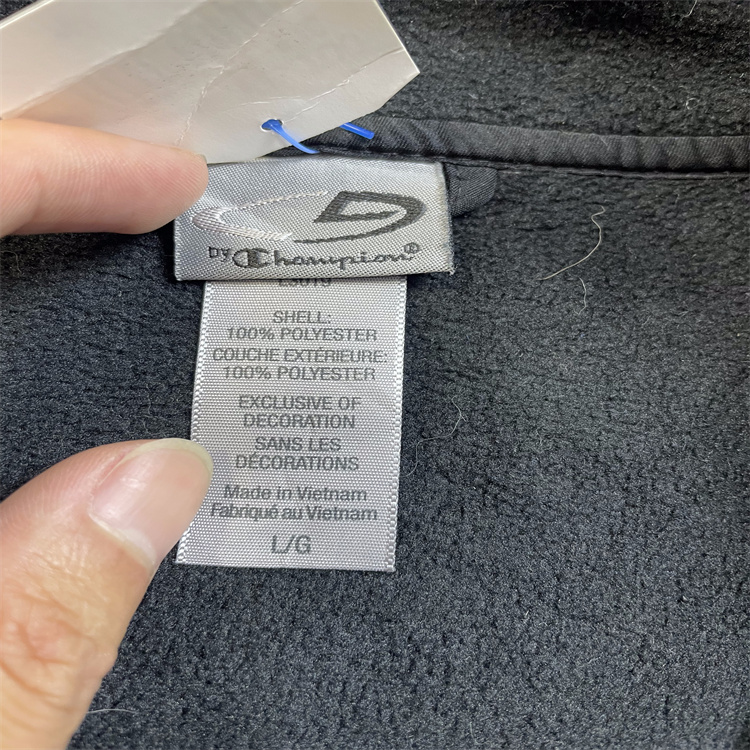 by Champion®
L3019
SHELL:
100% POLYESTER
COUCHE EXTÉRIEURE:
100% POLYESTER
EXCLUSIVE OF
DECORATION
SANS LES
DÉCORATIONS
Made in Vietnam
Fabriqué au Vietnam
L/G